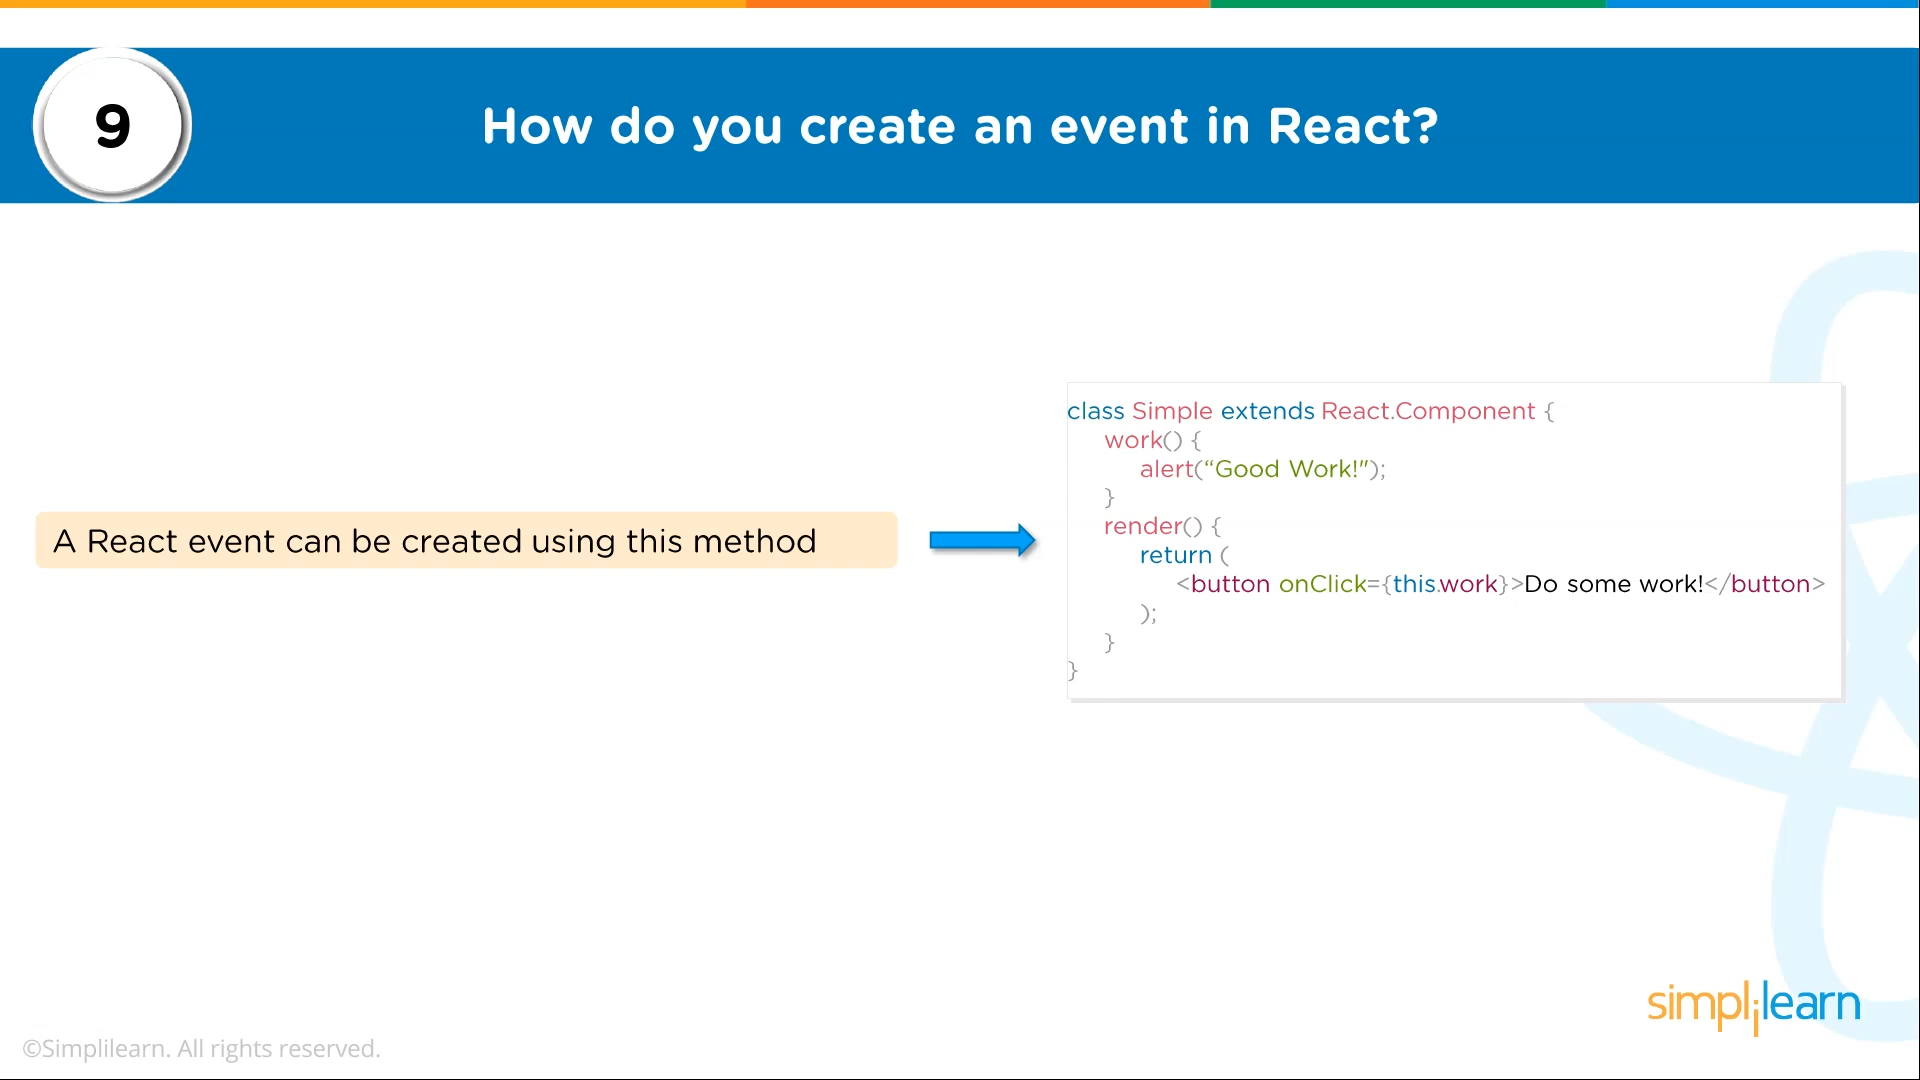 9
How do you create an event in React?
A React event can be created using this method
class Simple extends React.Component {
work() {
alert(“Good Work!");
}
render() {
return (
<button onClick={this.work}>Do some work!</button>
);
}
}
simplilearn
©Simplilearn. All rights reserved.